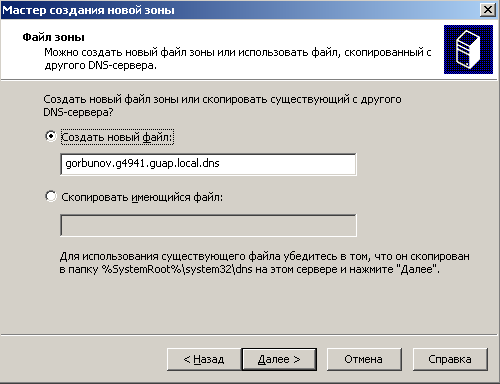 Мастер создания новой зоны
Файл зоны
Можно создать новый файл зоны или использовать файл, скопированный с
другого DNS-сервера.
Создать новый файл зоны или скопировать существующий с другого
DNS-сервера?
Создать новый файл:
gorbunov.g4941.guap.local.dns
Скопировать имеющийся файл:
Для использования существующего файла убедитесь в том, что он скопирован
в папку %SystemRoot%\system32\dns на этом сервере и нажмите "Далее".
< Назад
Далее >
Отмена
Справка